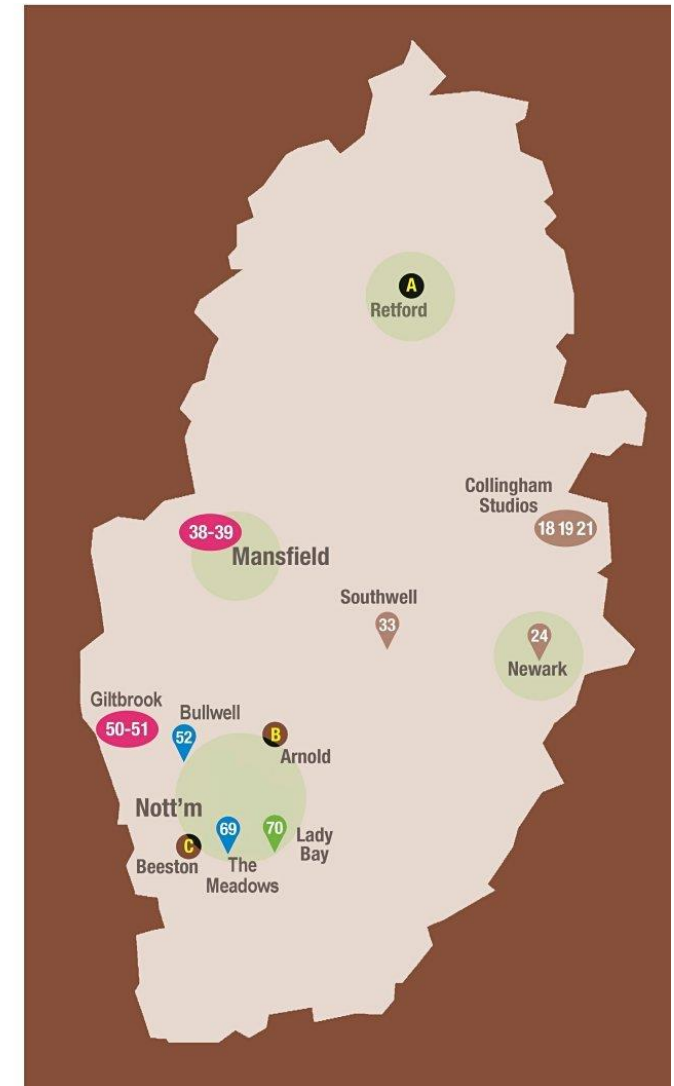 A
Retford
Collingham
Studios
18 19 21
38-39
Mansfield
Southwell
33
24
Newark
Giltbrook
50-51
Bullwell
52
B
Arnold
Nott'm
69
70
Lady
Bay
C
Beeston
The
Meadows